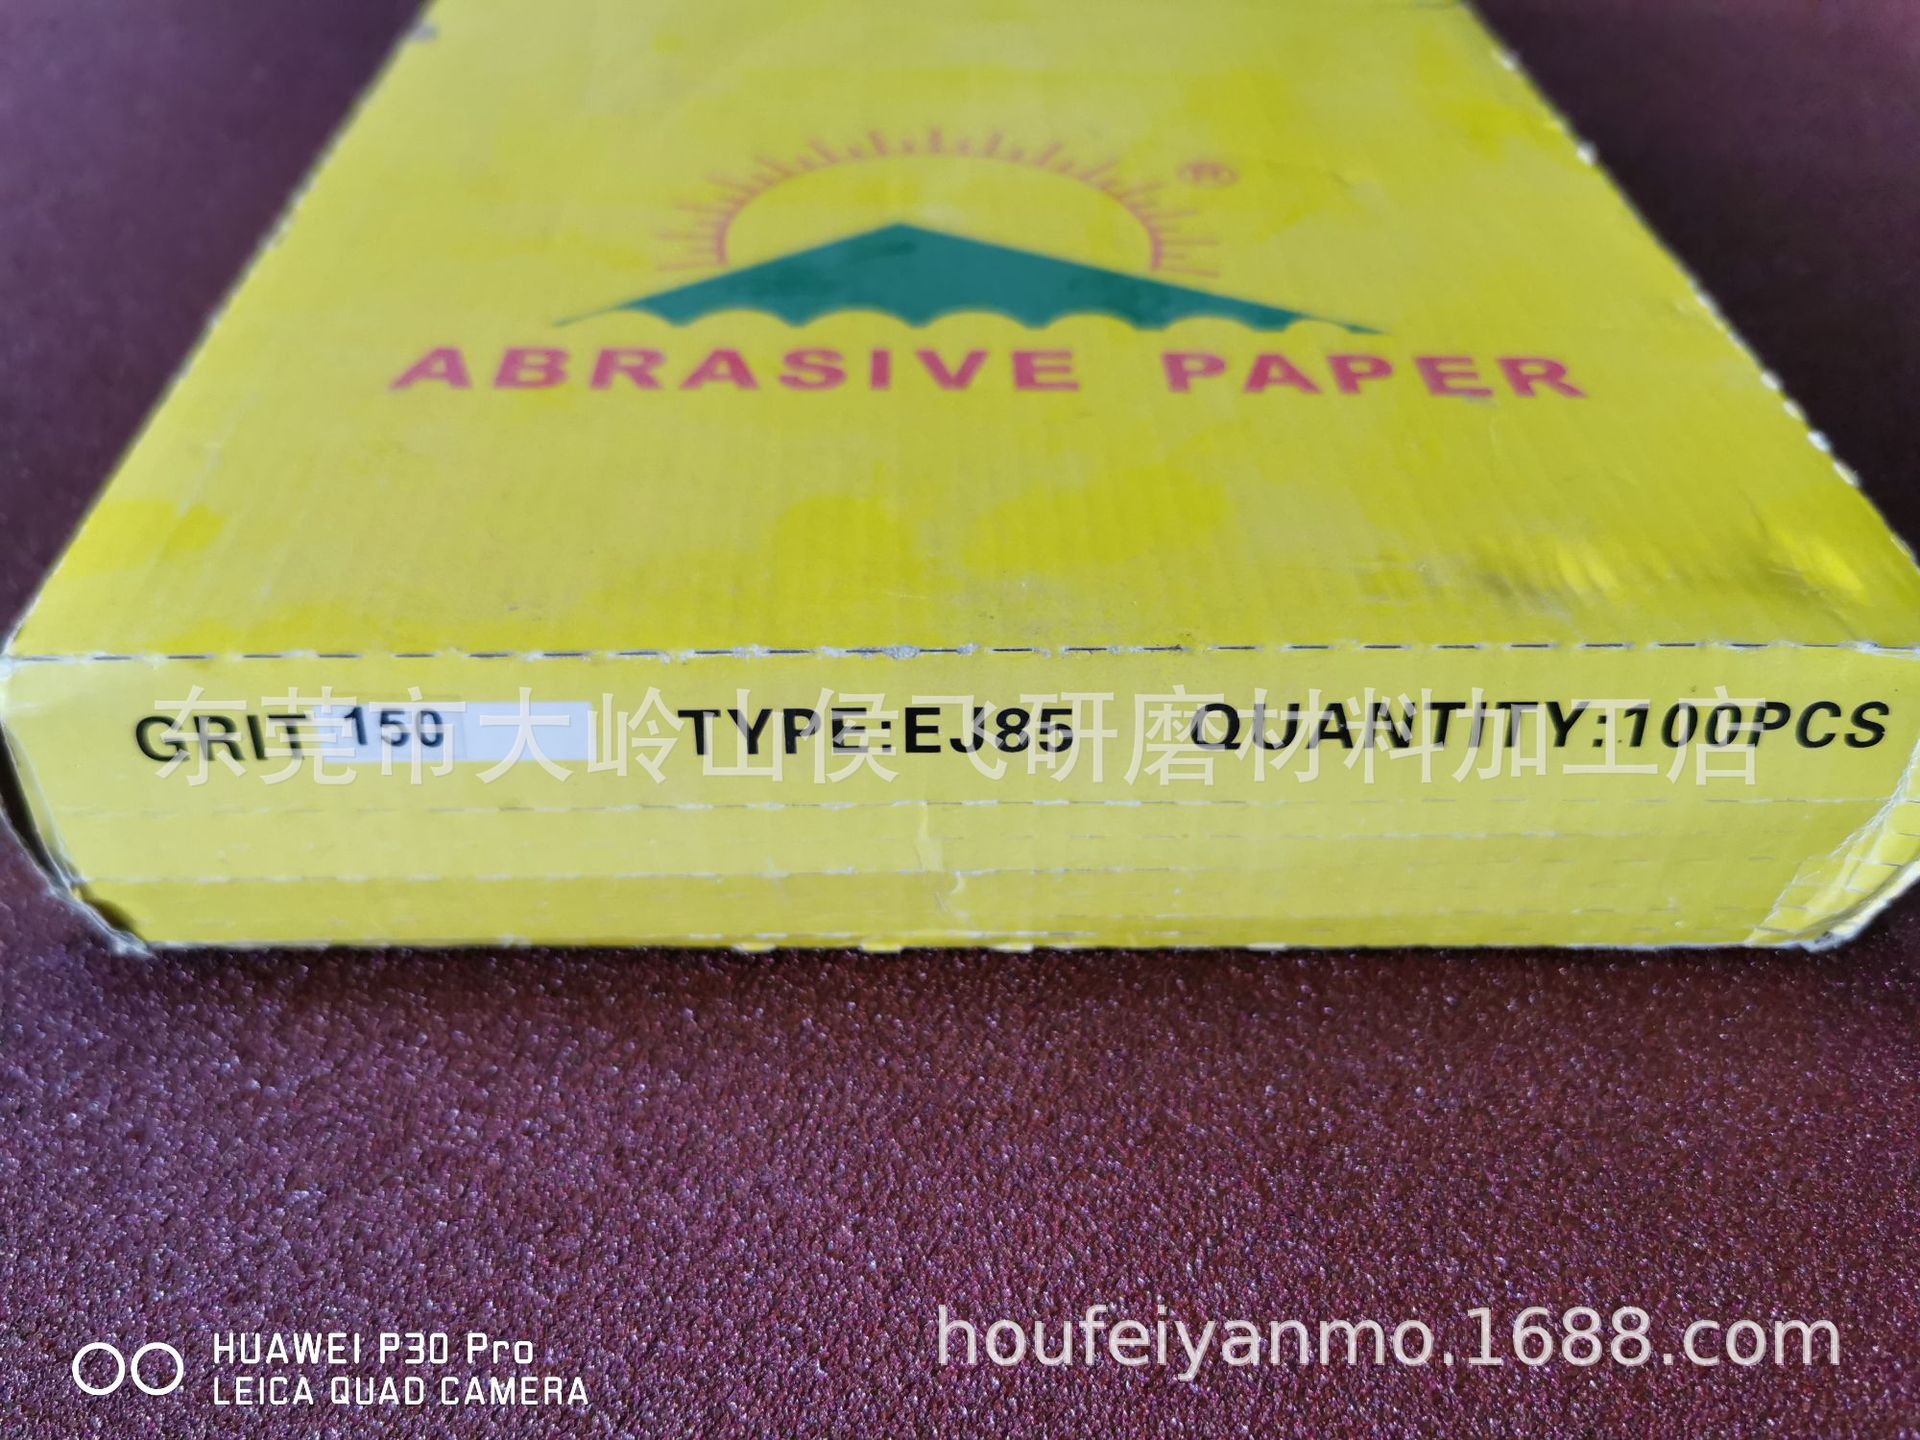 ®
ABRASIVE PAPER
GRIT 150 TYPE:EJ85 QUANTITY:100PCS
东莞市大岭山侯飞研磨材料加工店
houfeiyanmo.1688.com
HUAWEI P30 Pro
LEICA QUAD CAMERA